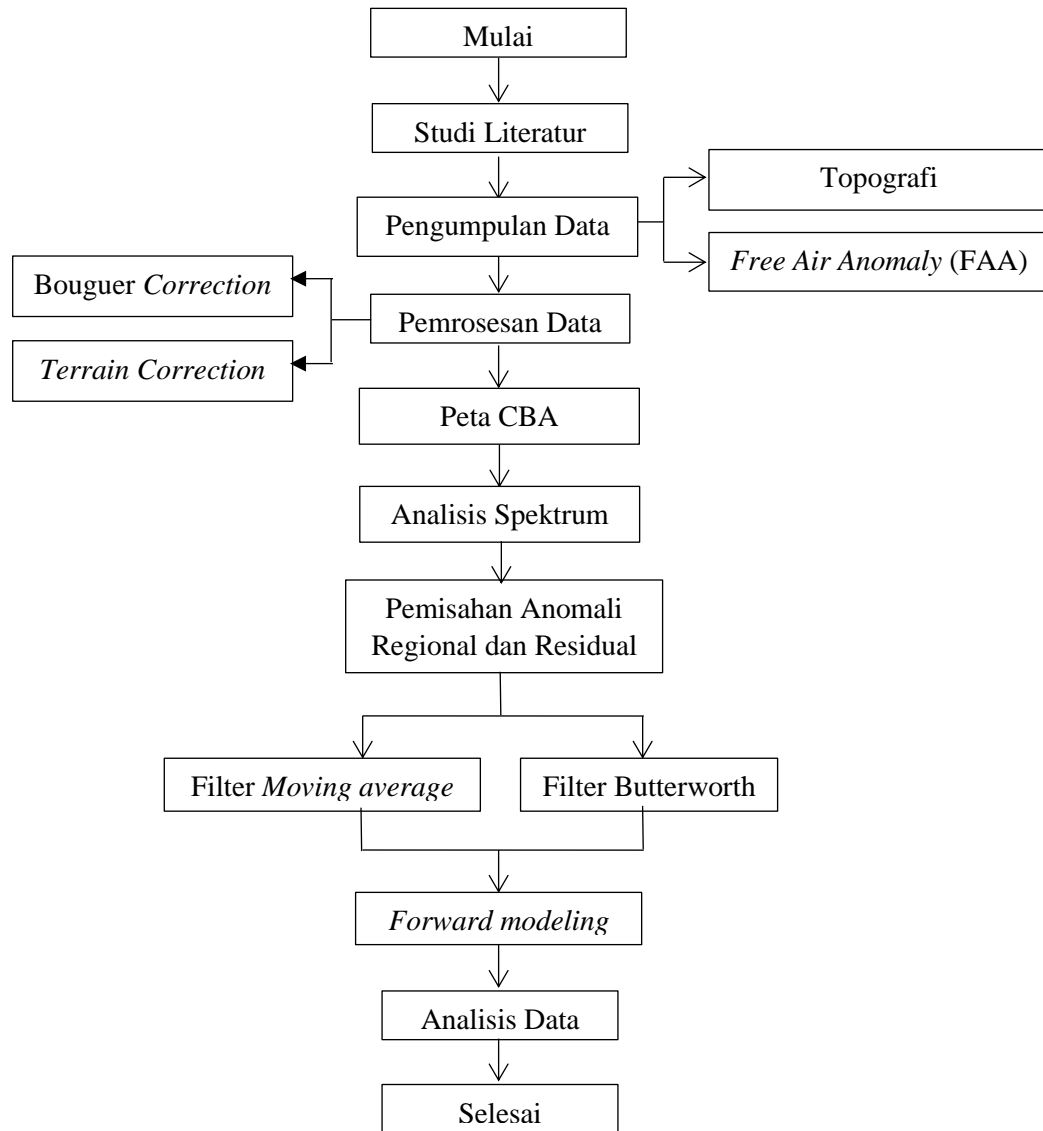 Mulai
Studi Literatur
Topografi
Pengumpulan Data
Free Air Anomaly (FAA)
Bouguer Correction
Pemrosesan Data
Terrain Correction
Peta CBA
Analisis Spektrum
Pemisahan Anomali
Regional dan Residual
Filter Moving average
Filter Butterworth
Forward modeling
Analisis Data
Selesai